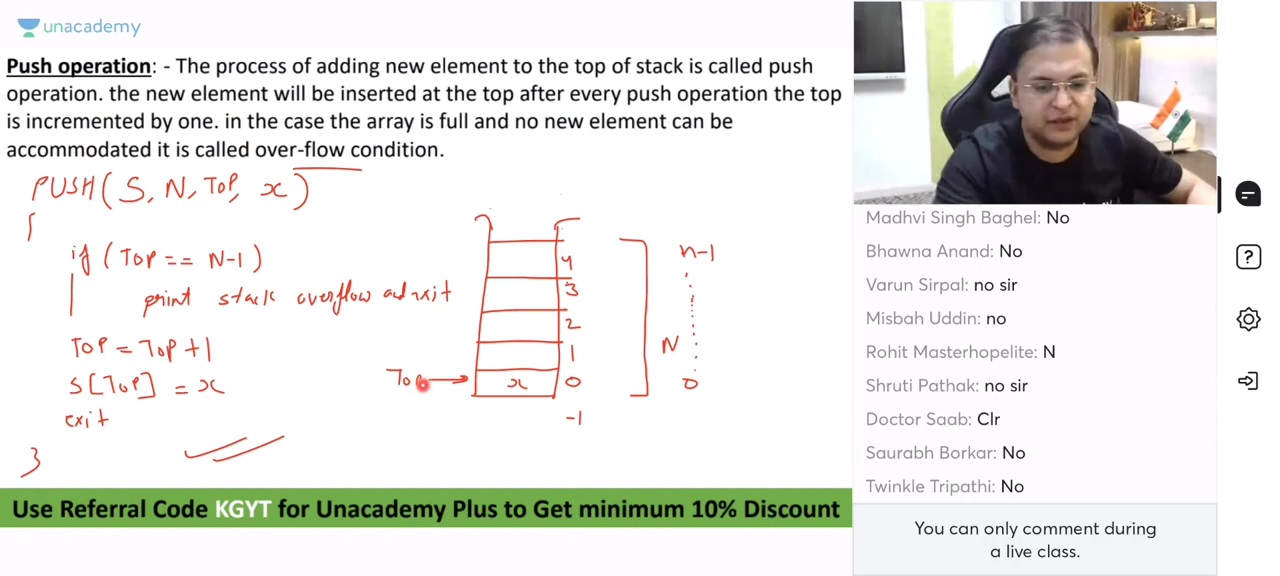 unacademy
Push operation: - The process of adding new element to the top of stack is called push
operation. the new element will be inserted at the top after every push operation the top
is incremented by one. in the case the array is full and no new element can be
accommodated it is called over-flow condition.
PUSH( S, N, TOP, x)
{
if (TOP == N-1)
print stack overflow and exit
TOP = TOP+1
S[TOP] = x
exit
}
4
3
2
1
Top
x
0
-1
n-1
N
0
Use Referral Code KGYT for Unacademy Plus to Get minimum 10% Discount
Madhvi Singh Baghel: No
Bhawna Anand: No
Varun Sirpal: no sir
Misbah Uddin: no
Rohit Masterhopelite: N
Shruti Pathak: no sir
Doctor Saab: Clr
Saurabh Borkar: No
Twinkle Tripathi: No
You can only comment during
a live class.